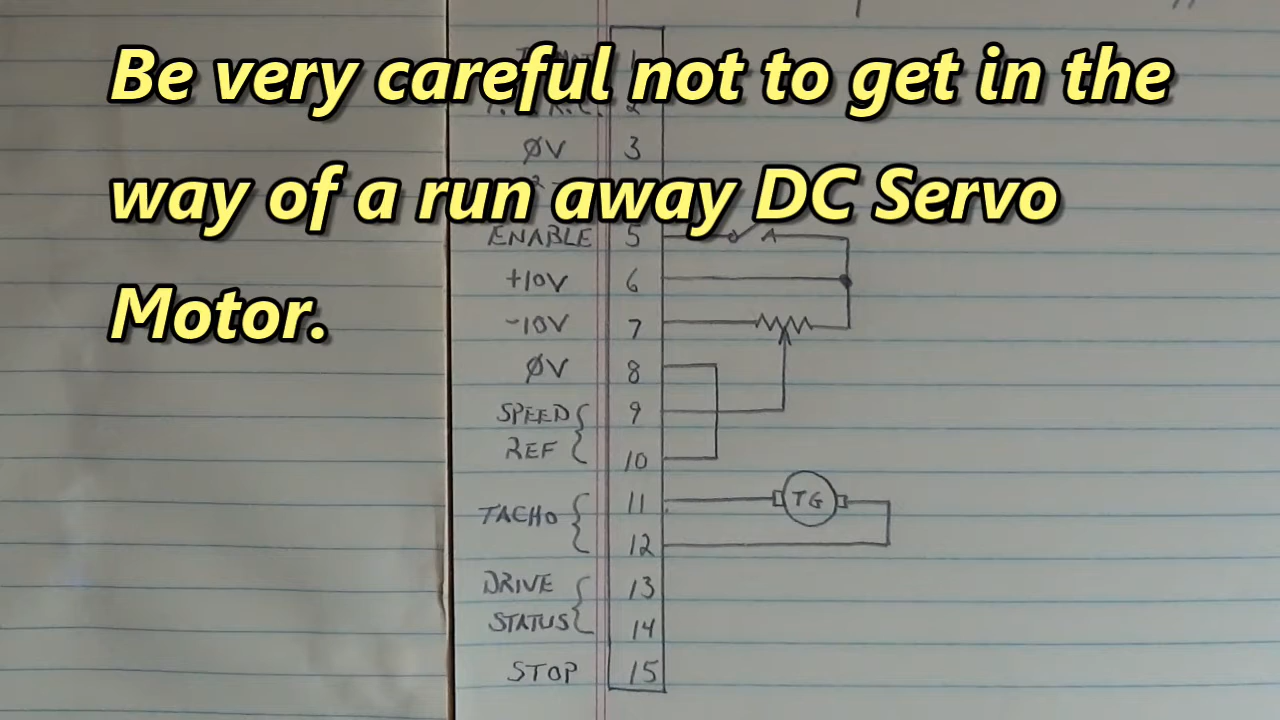 Be very careful not to get in the
way of a run away DC Servo
Motor.
ØV 3
ENABLE 5
+10V 6
-10V 7
ØV 8
SPEED 9
REF 10
TACHO 11
12
TG
DRIVE 13
STATUS 14
STOP 15